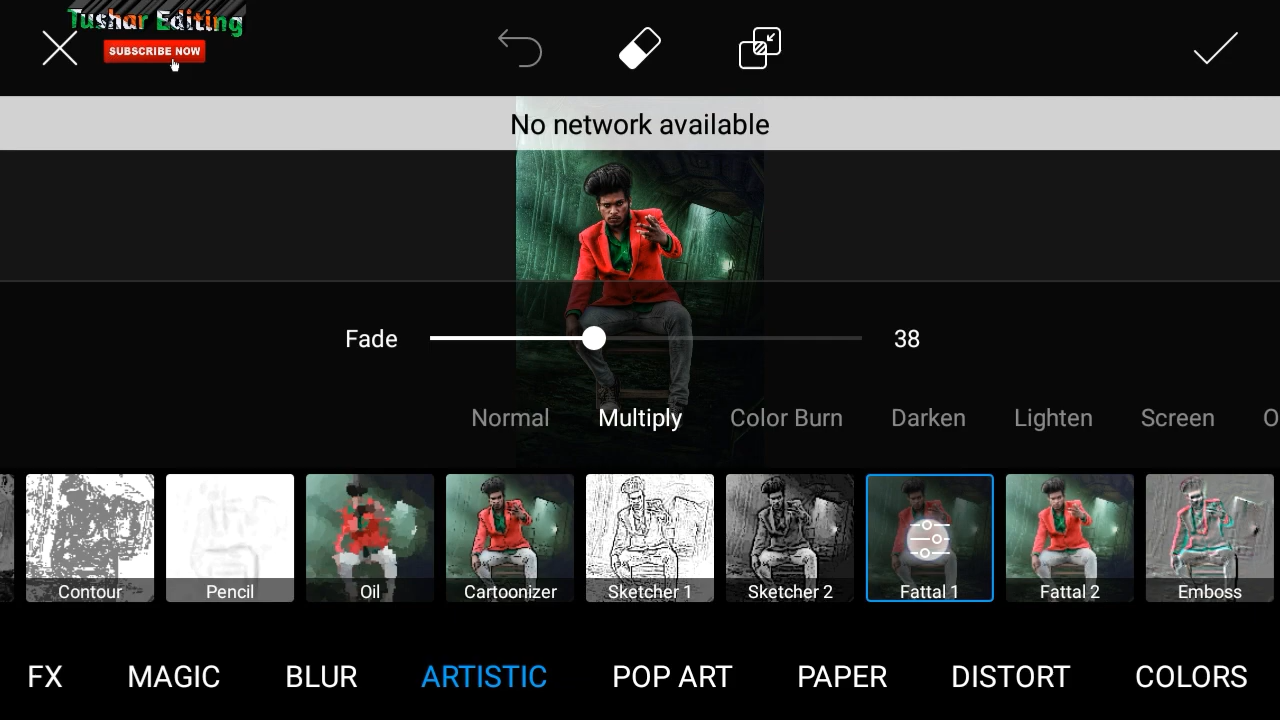 Tushar Editing
SUBSCRIBE NOW
No network available
Fade 38
Normal Multiply Color Burn Darken Lighten Screen O
Contour Pencil Oil Cartoonizer Sketcher 1 Sketcher 2 Fattal 1 Fattal 2 Emboss
FX MAGIC BLUR ARTISTIC POP ART PAPER DISTORT COLORS